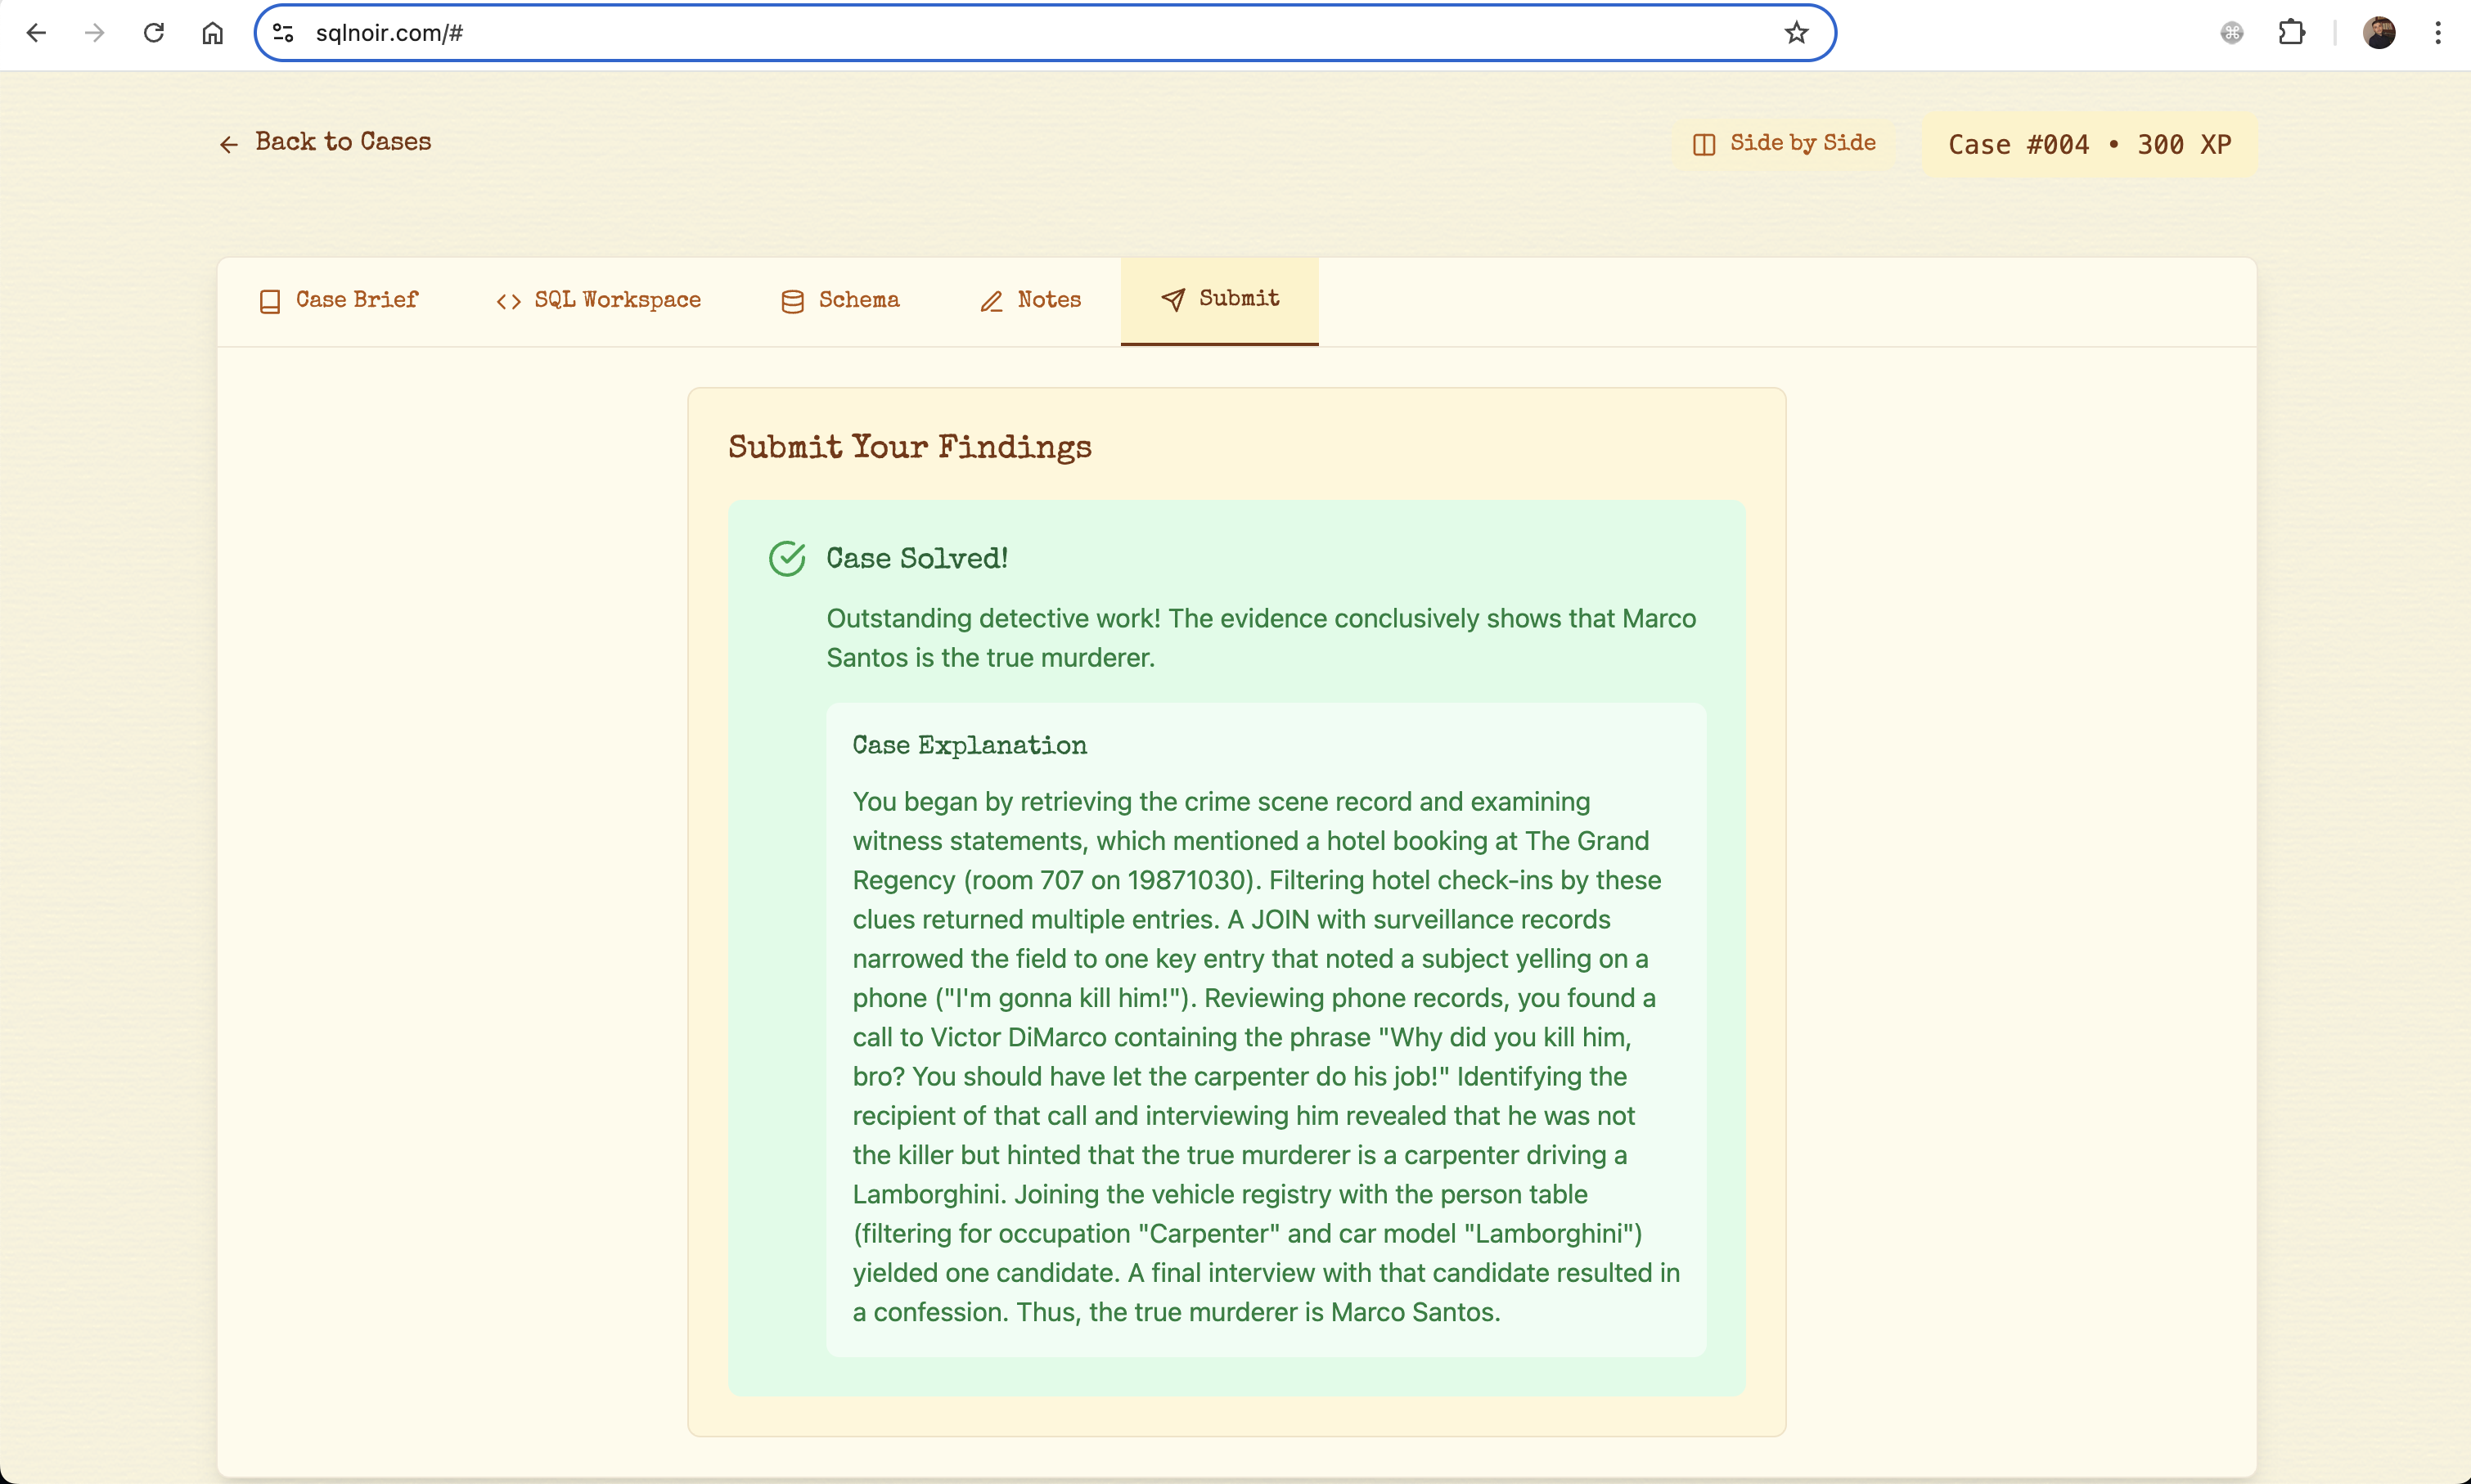 sqlnoir.com/#
Back to Cases
Side by Side
Case #004 • 300 XP
Case Brief
SQL Workspace
Schema
Notes
Submit
Submit Your Findings
Case Solved!
Outstanding detective work! The evidence conclusively shows that Marco
Santos is the true murderer.
Case Explanation
You began by retrieving the crime scene record and examining
witness statements, which mentioned a hotel booking at The Grand
Regency (room 707 on 19871030). Filtering hotel check-ins by these
clues returned multiple entries. A JOIN with surveillance records
narrowed the field to one key entry that noted a subject yelling on a
phone ("I'm gonna kill him!"). Reviewing phone records, you found a
call to Victor DiMarco containing the phrase "Why did you kill him,
bro? You should have let the carpenter do his job!" Identifying the
recipient of that call and interviewing him revealed that he was not
the killer but hinted that the true murderer is a carpenter driving a
Lamborghini. Joining the vehicle registry with the person table
(filtering for occupation "Carpenter" and car model "Lamborghini")
yielded one candidate. A final interview with that candidate resulted in
a confession. Thus, the true murderer is Marco Santos.